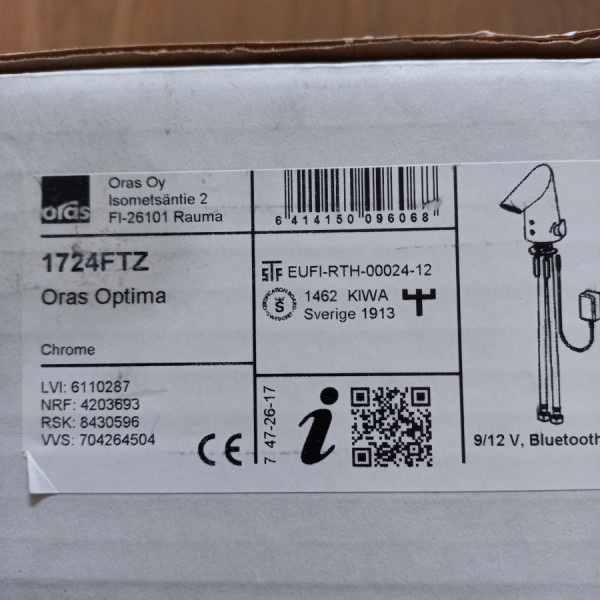 oras
Oras Oy
Isometsäntie 2
FI-26101 Rauma
1724FTZ
Oras Optima
Chrome
LVI: 6110287
NRF: 4203693
RSK: 8430596
VVS: 704264504
CE
6 414150 096068
STF EUFI-RTH-00024-12
1462 KIWA
Sverige 1913
7 47-26-17
i
9/12 V, Bluetooth